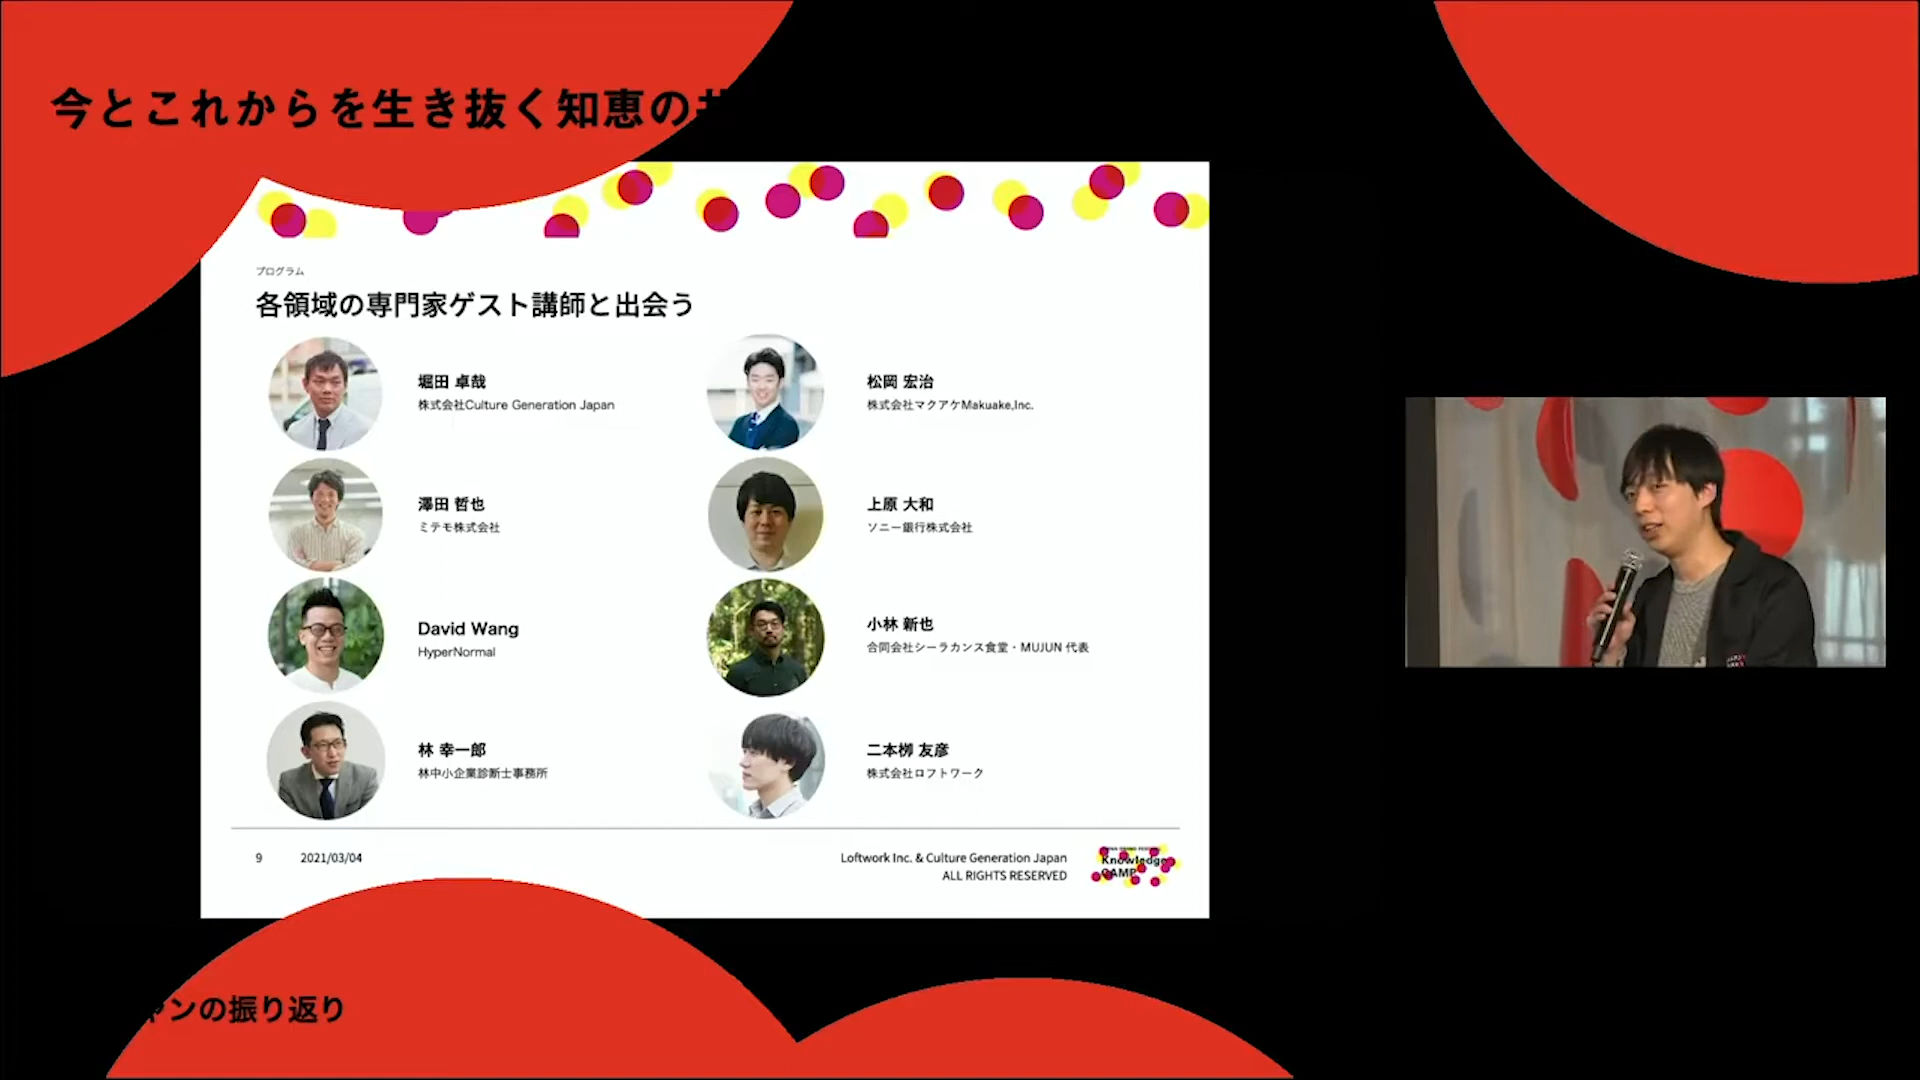 今とこれからを生き抜く知恵の
プログラム
各領域の専門家ゲスト講師と出会う
堀田 卓哉
株式会社Culture Generation Japan
松岡 宏治
株式会社マクアケMakuake,Inc.
澤田 哲也
ミテモ株式会社
上原 大和
ソニー銀行株式会社
David Wang
HyperNormal
小林 新也
合同会社シーラカンス食堂・MUJUN 代表
林 幸一郎
林中小企業診断士事務所
二本栁 友彦
株式会社ロフトワーク
9
2021/03/04
Loftwork Inc. & Culture Generation Japan
ALL RIGHTS RESERVED
Knowledge
CAMP
ンの振り返り